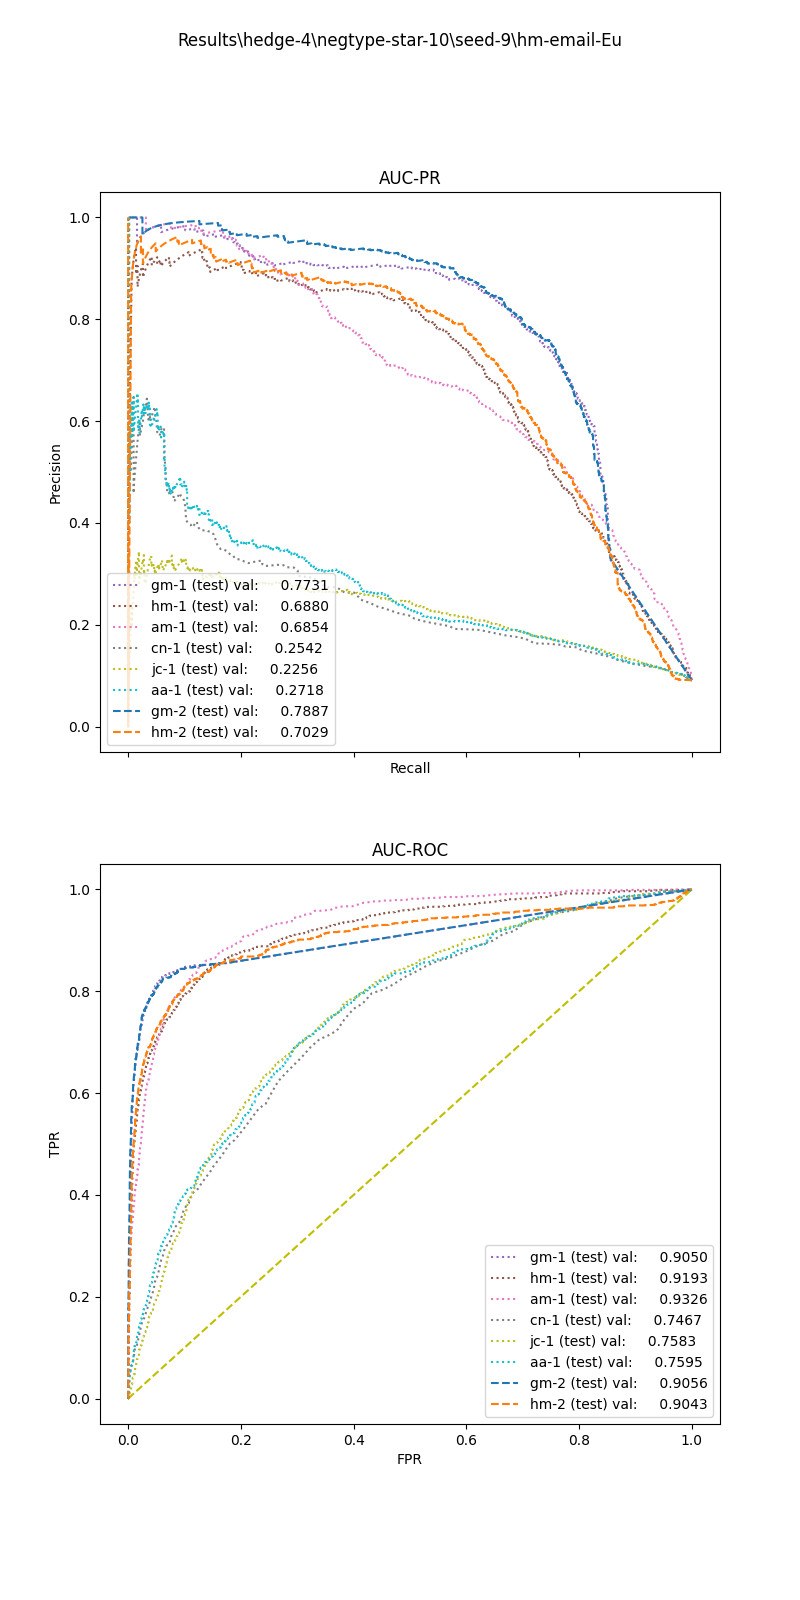 Results\hedge-4\negtype-star-10\seed-9\hm-email-Eu
AUC-PR
1.0
0.8
0.6
0.4
0.2
0.0
Precision
gm-1 (test) val: 0.7731
hm-1 (test) val: 0.6880
am-1 (test) val: 0.6854
cn-1 (test) val: 0.2542
jc-1 (test) val: 0.2256
aa-1 (test) val: 0.2718
gm-2 (test) val: 0.7887
hm-2 (test) val: 0.7029
Recall
AUC-ROC
1.0
0.8
0.6
0.4
0.2
0.0
TPR
gm-1 (test) val: 0.9050
hm-1 (test) val: 0.9193
am-1 (test) val: 0.9326
cn-1 (test) val: 0.7467
jc-1 (test) val: 0.7583
aa-1 (test) val: 0.7595
gm-2 (test) val: 0.9056
hm-2 (test) val: 0.9043
0.0 0.2 0.4 0.6 0.8 1.0
FPR